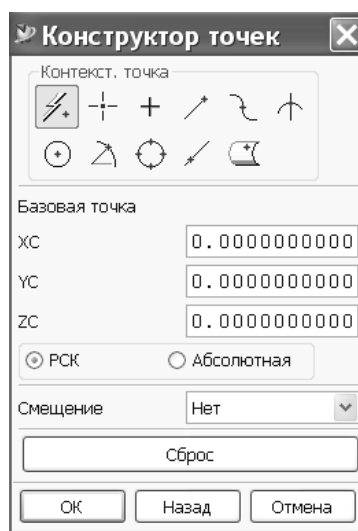 Конструктор точек
Контекст. точка
Базовая точка
XC 0.0000000000
YC 0.0000000000
ZC 0.0000000000
РСК Абсолютная
Смещение Нет
Сброс
ОК Назад Отмена